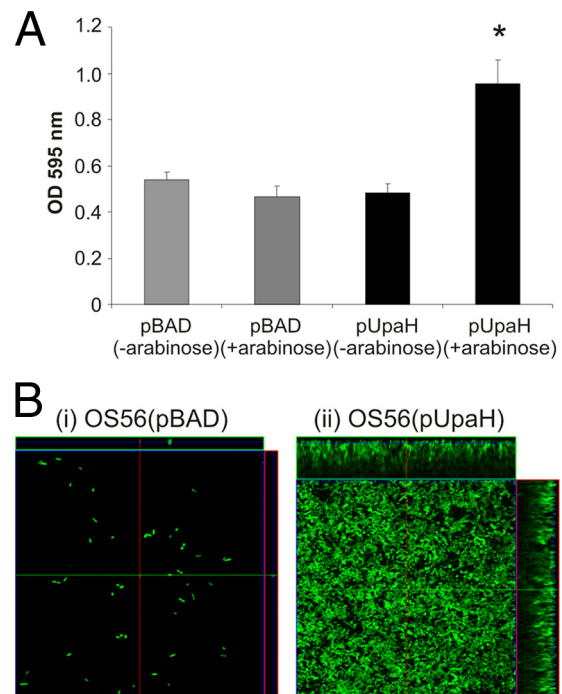 A
1.2
1.0
0.8
0.6
0.4
0.2
0
OD 595 nm
*
pBAD
(-arabinose)
pBAD
(+arabinose)
pUpaH
(-arabinose)
pUpaH
(+arabinose)
B
(i) OS56(pBAD)
(ii) OS56(pUpaH)